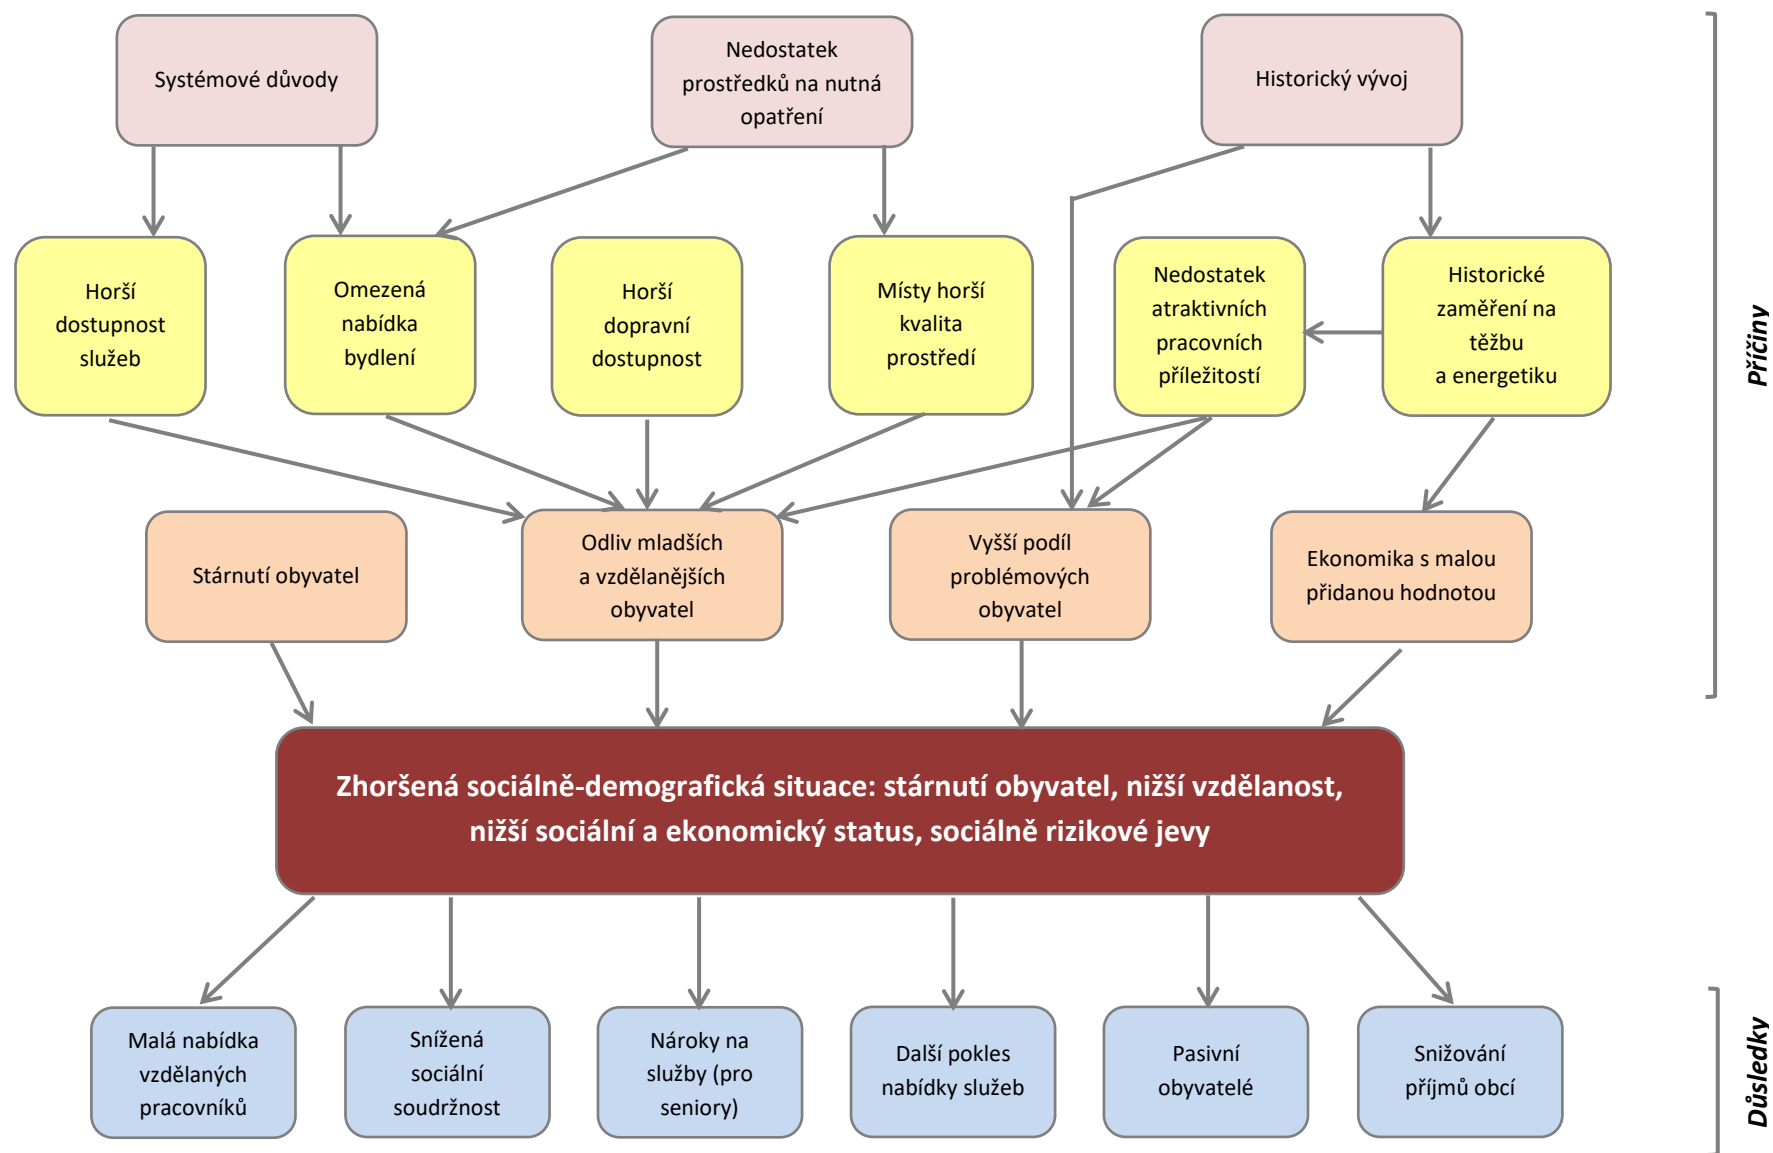 Systémové důvody
Nedostatek
prostředků na nutná
opatření
Historický vývoj
Horší
dostupnost
služeb
Omezená
nabídka
bydlení
Horší
dopravní
dostupnost
Místy horší
kvalita
prostředí
Nedostatek
atraktivních
pracovních
příležitostí
Historické
zaměření na
těžbu
a energetiku
Příčiny
Stárnutí obyvatel
Odliv mladších
a vzdělanějších
obyvatel
Vyšší podíl
problémových
obyvatel
Ekonomika s malou
přidanou hodnotou
Zhoršená sociálně-demografická situace: stárnutí obyvatel, nižší vzdělanost,
nižší sociální a ekonomický status, sociálně rizikové jevy
Malá nabídka
vzdělaných
pracovníků
Snížená
sociální
soudržnost
Nároky na
služby (pro
seniory)
Další pokles
nabídky služeb
Pasivní
obyvatelé
Snižování
příjmů obcí
Důsledky